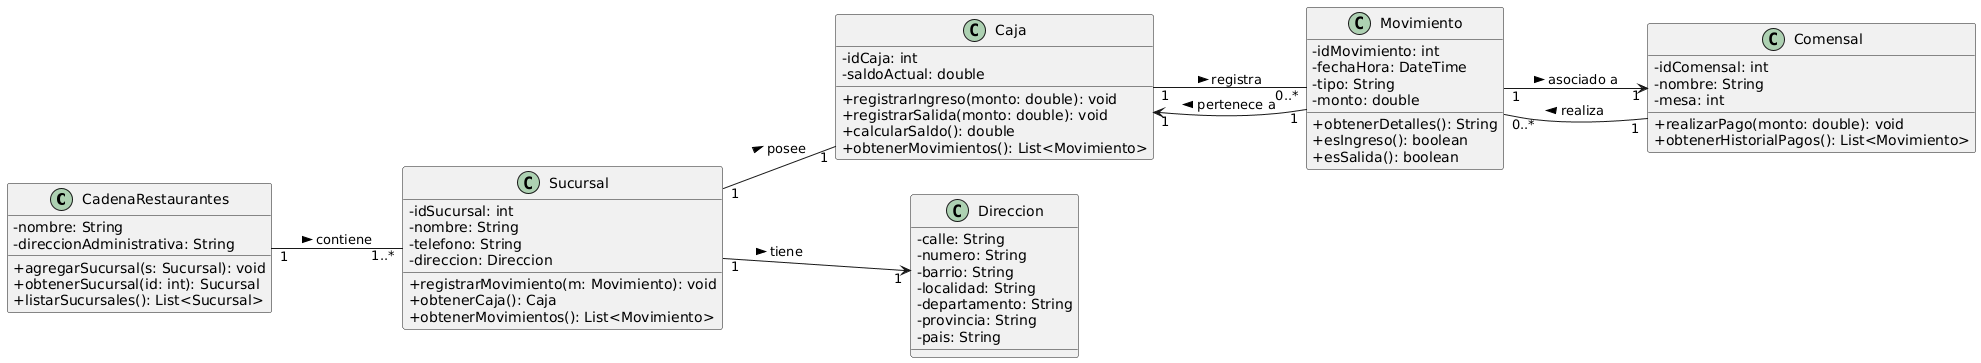 C CadenaRestaurantes
-nombre: String
-direccionAdministrativa: String
+agregarSucursal(s: Sucursal): void
+obtenerSucursal(id: int): Sucursal
+listarSucursales(): List<Sucursal>
1
contiene
1..*
C Sucursal
-idSucursal: int
-nombre: String
-telefono: String
-direccion: Direccion
+registrarMovimiento(m: Movimiento): void
+obtenerCaja(): Caja
+obtenerMovimientos(): List<Movimiento>
1
posee
1
1
tiene
1
C Caja
-idCaja: int
-saldoActual: double
+registrarIngreso(monto: double): void
+registrarSalida(monto: double): void
+calcularSaldo(): double
+obtenerMovimientos(): List<Movimiento>
C Direccion
-calle: String
-numero: String
-barrio: String
-localidad: String
-departamento: String
-provincia: String
-pais: String
registra
1
0..*
pertenece a
1
1
C Movimiento
-idMovimiento: int
-fechaHora: DateTime
-tipo: String
-monto: double
+obtenerDetalles(): String
+esIngreso(): boolean
+esSalida(): boolean
asociado a
1
1
realiza
0..*
1
C Comensal
-idComensal: int
-nombre: String
-mesa: int
+realizarPago(monto: double): void
+obtenerHistorialPagos(): List<Movimiento>